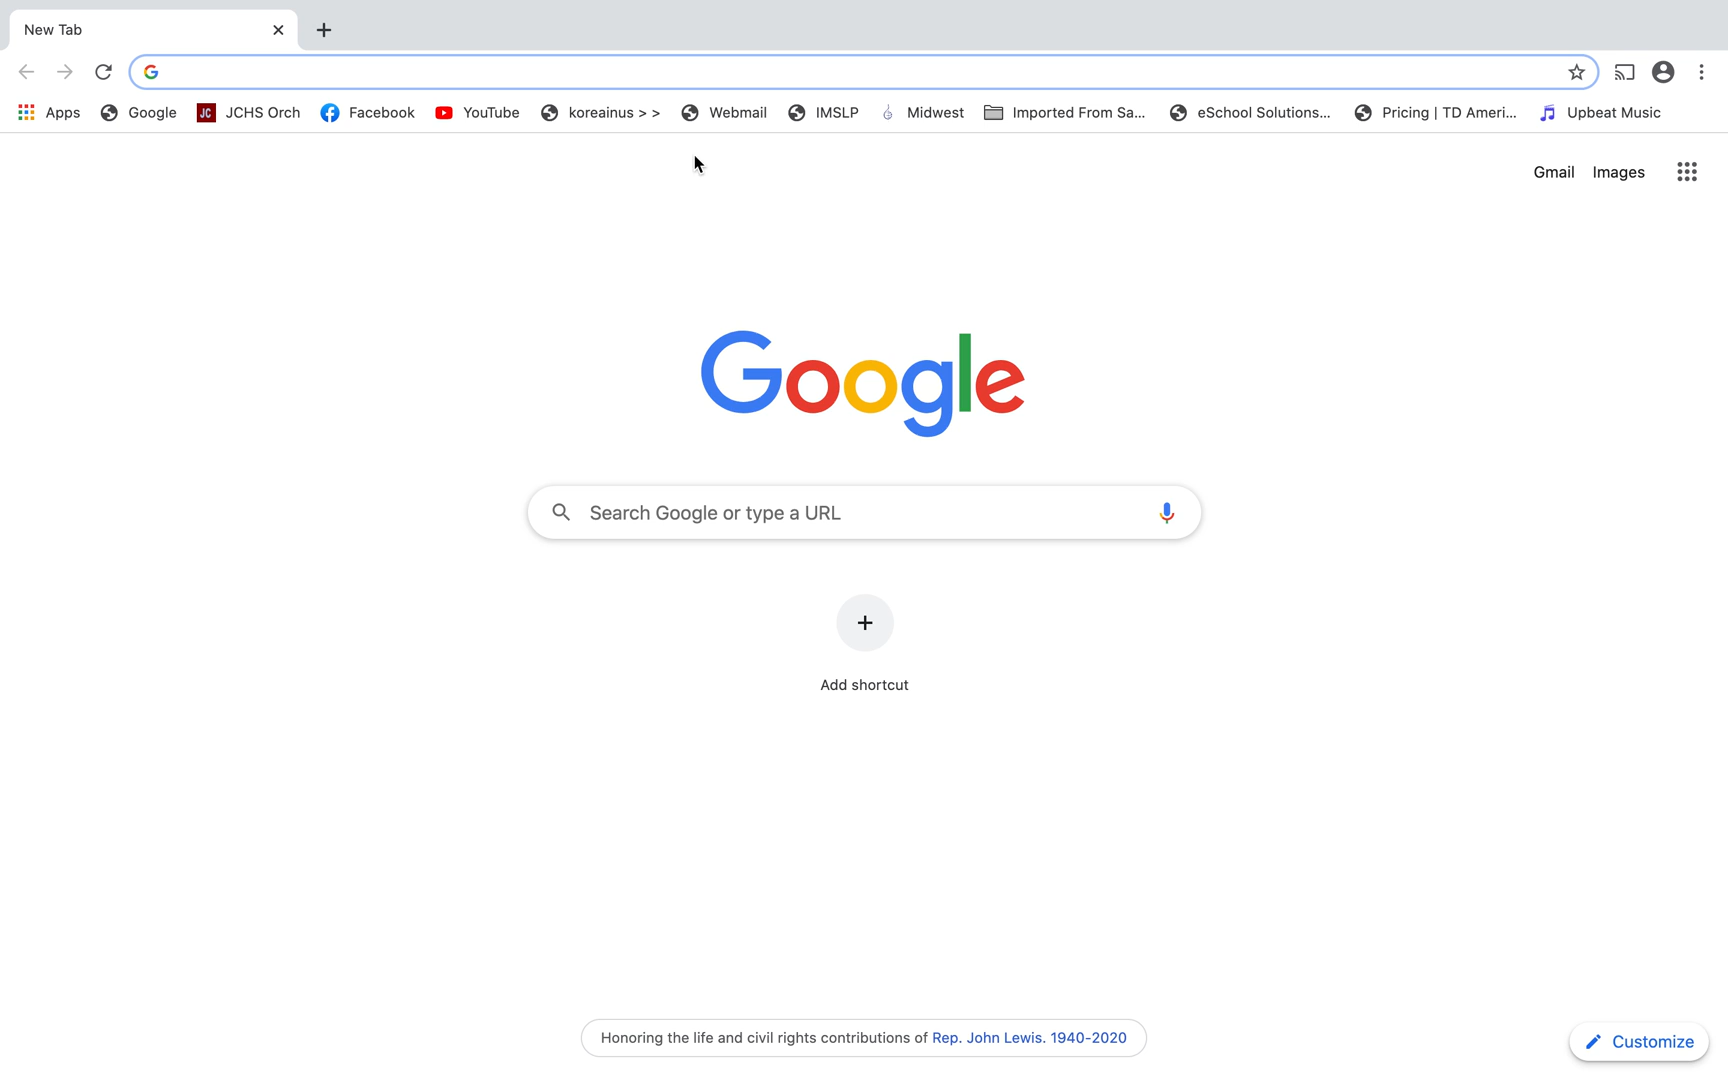 New Tab
Apps Google JCHS Orch Facebook YouTube koreainus > > Webmail IMSLP Midwest Imported From Sa... eSchool Solutions... Pricing | TD Ameri... Upbeat Music
Gmail Images
Google
Search Google or type a URL
Add shortcut
Honoring the life and civil rights contributions of Rep. John Lewis. 1940-2020
Customize